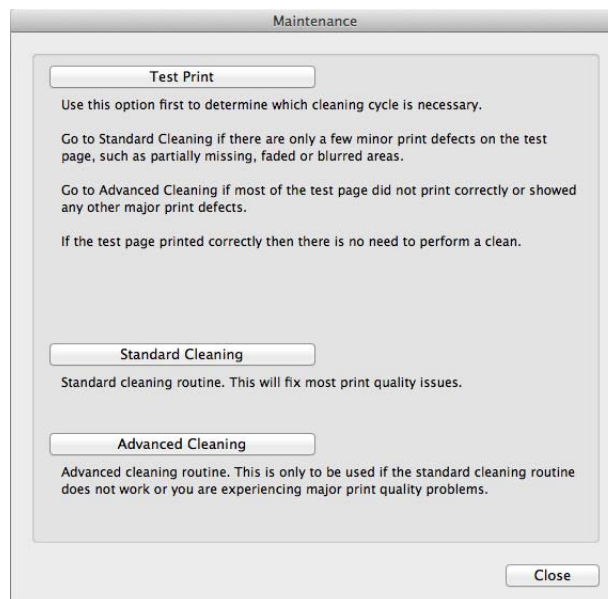 Maintenance
Test Print
Use this option first to determine which cleaning cycle is necessary.
Go to Standard Cleaning if there are only a few minor print defects on the test
page, such as partially missing, faded or blurred areas.
Go to Advanced Cleaning if most of the test page did not print correctly or showed
any other major print defects.
If the test page printed correctly then there is no need to perform a clean.
Standard Cleaning
Standard cleaning routine. This will fix most print quality issues.
Advanced Cleaning
Advanced cleaning routine. This is only to be used if the standard cleaning routine
does not work or you are experiencing major print quality problems.
Close